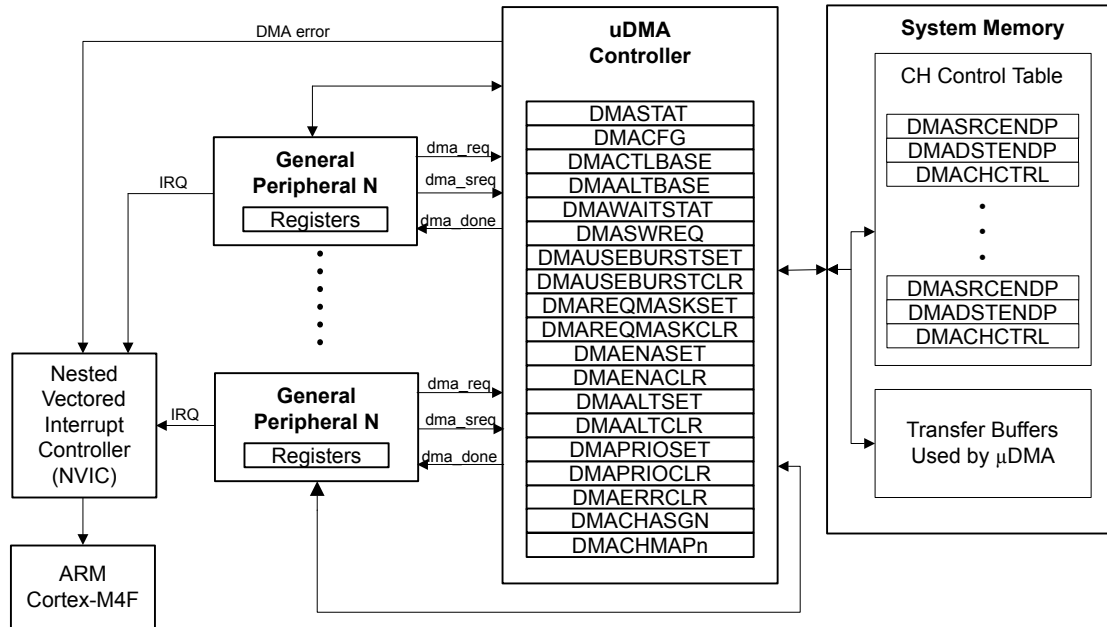 DMA error
uDMA
Controller
DMASTAT
DMACFG
DMACTLBASE
DMAALTBASE
DMAWAITSTAT
DMASWREQ
DMAUSEBURSTSET
DMAUSEBURSTCLR
DMAREQMASKSET
DMAREQMASKCLR
DMAENASET
DMAENACLR
DMAALTSET
DMAALTCLR
DMAPRIOSET
DMAPRIOCLR
DMAERRCLR
DMACHASGN
DMACHMAPn
System Memory
CH Control Table
DMASRCENDP
DMADSTENDP
DMACHCTRL
DMASRCENDP
DMADSTENDP
DMACHCTRL
Transfer Buffers
Used by μDMA
General
Peripheral N
Registers
dma_req
dma_sreq
dma_done
IRQ
General
Peripheral N
Registers
dma_req
dma_sreq
dma_done
IRQ
Nested
Vectored
Interrupt
Controller
(NVIC)
ARM
Cortex-M4F